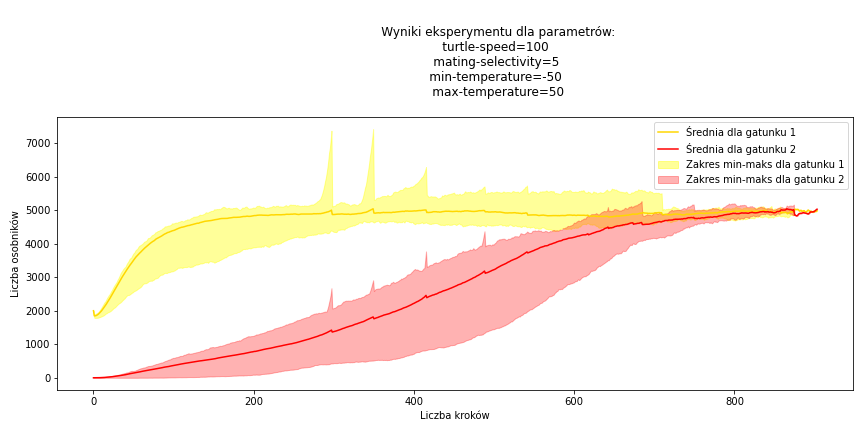 Wyniki eksperymentu dla parametrów:
turtle-speed=100
mating-selectivity=5
min-temperature=-50
max-temperature=50
Średnia dla gatunku 1
Średnia dla gatunku 2
Zakres min-maks dla gatunku 1
Zakres min-maks dla gatunku 2
Liczba osobników
7000
6000
5000
4000
3000
2000
1000
0
0 200 400 600 800
Liczba kroków